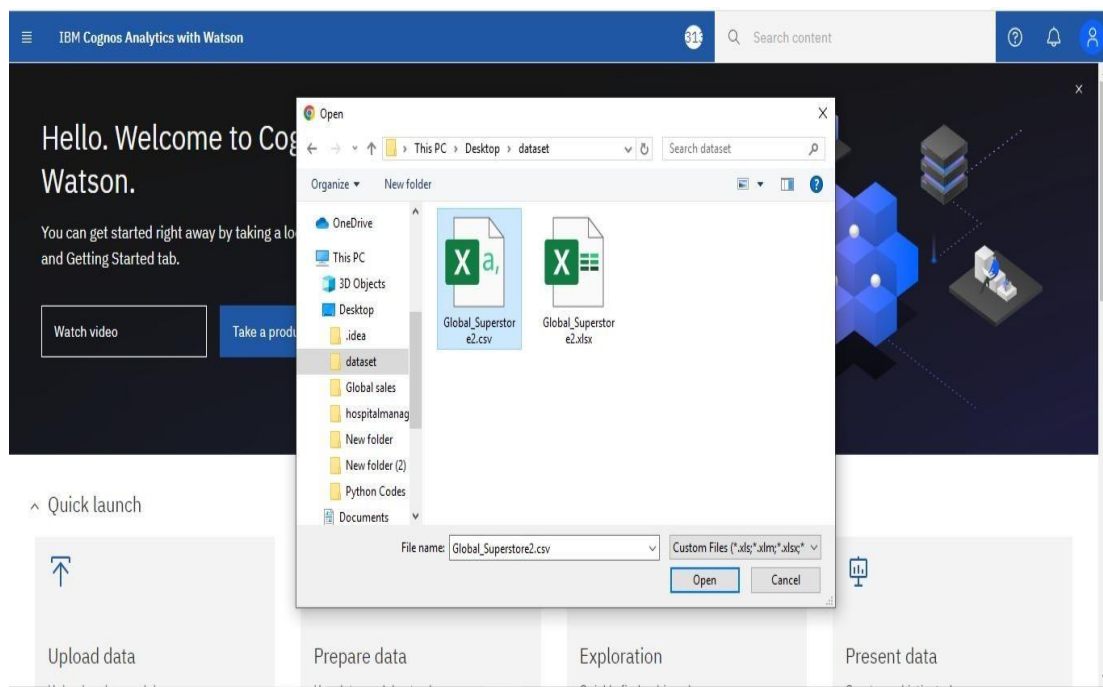 IBM Cognos Analytics with Watson
Search content
Hello. Welcome to Cog
Watson.
You can get started right away by taking a lo
and Getting Started tab.
Watch video
Take a produ
Open
This PC > Desktop > dataset
Search dataset
Organize
New folder
OneDrive
This PC
3D Objects
Desktop
.idea
dataset
Global sales
hospitalmanag
New folder
New folder (2)
Python Codes
Documents
Global_Superstor
e2.csv
Global_Superstor
e2.xlsx
File name: Global_Superstore2.csv
Custom Files (*.xls;*.xlm;*.xlsx;*
Open
Cancel
Quick launch
Upload data
Prepare data
Exploration
Present data